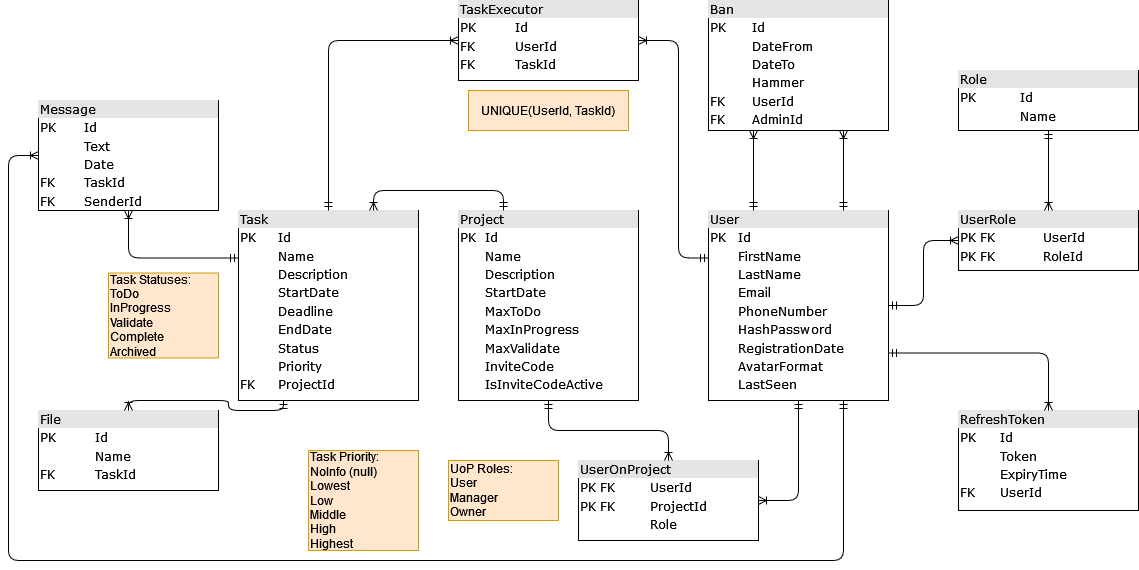 TaskExecutor
PK Id
FK UserId
FK TaskId
UNIQUE(UserId, TaskId)
Ban
PK Id
DateFrom
DateTo
Hammer
FK UserId
FK AdminId
Role
PK Id
Name
Message
PK Id
Text
Date
FK TaskId
FK SenderId
Task
PK Id
Name
Description
StartDate
Deadline
EndDate
Status
Priority
FK ProjectId
Project
PK Id
Name
Description
StartDate
MaxToDo
MaxInProgress
MaxValidate
InviteCode
IsInviteCodeActive
User
PK Id
FirstName
LastName
Email
PhoneNumber
HashPassword
RegistrationDate
AvatarFormat
LastSeen
UserRole
PK FK UserId
PK FK RoleId
Task Statuses:
ToDo
InProgress
Validate
Complete
Archived
File
PK Id
Name
FK TaskId
Task Priority:
NoInfo (null)
Lowest
Low
Middle
High
Highest
UoP Roles:
User
Manager
Owner
UserOnProject
PK FK UserId
PK FK ProjectId
Role
RefreshToken
PK Id
Token
ExpiryTime
FK UserId